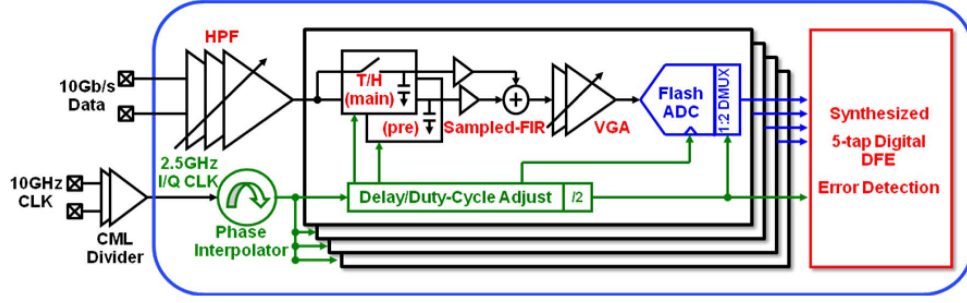 HPF
10Gb/s
Data
T/H
(main)
(pre)
Sampled-FIR
VGA
Flash
ADC
1:2 DMUX
Synthesized
5-tap Digital
DFE
Error Detection
2.5GHz
I/Q CLK
10GHz
CLK
CML
Divider
Phase
Interpolator
Delay/Duty-Cycle Adjust
/2